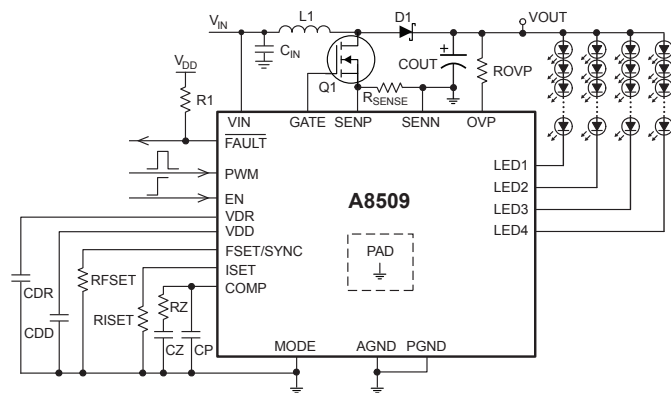 VIN
L1
D1
VOUT
CIN
COUT
+
ROVP
VDD
Q1
RSENSE
R1
VIN
GATE
SENP
SENN
OVP
FAULT
PWM
EN
VDR
VDD
FSET/SYNC
ISET
COMP
A8509
PAD
LED1
LED2
LED3
LED4
CDR
CDD
RFSET
RISET
RZ
CZ
CP
MODE
AGND
PGND